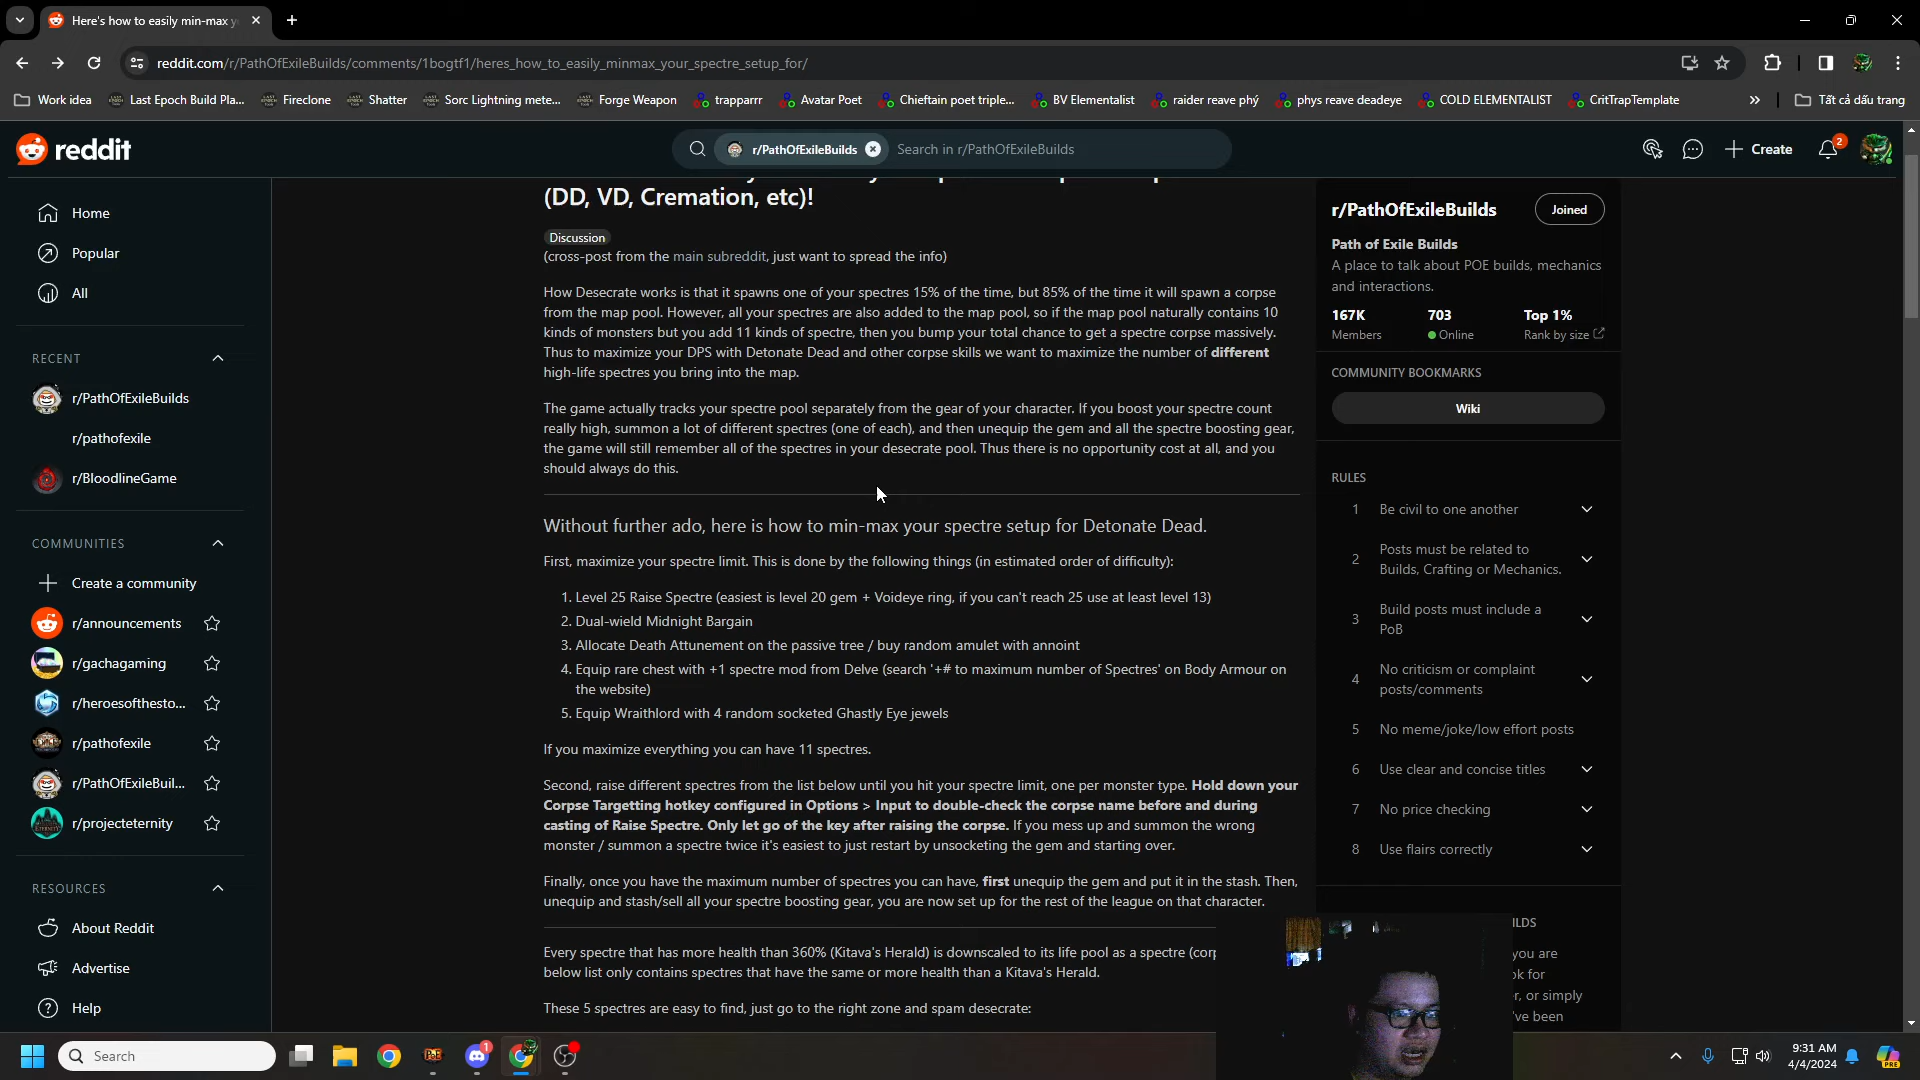 Here's how to easily min-max y
reddit.com/r/PathOfExileBuilds/comments/1bogtf1/heres_how_to_easily_minmax_your_spectre_setup_for/
Work idea
Last Epoch Build Pla...
Fireclone
Shatter
Sorc Lightning mete...
Forge Weapon
trapparrr
Avatar Poet
Chieftain poet triple...
BV Elementalist
raider reave phý
phys reave deadeye
COLD ELEMENTALIST
CritTrapTemplate
Tất cả dấu trang
reddit
r/PathOfExileBuilds
Search in r/PathOfExileBuilds
Create
2
Home
Popular
All
RECENT
r/PathOfExileBuilds
r/pathofexile
r/BloodlineGame
COMMUNITIES
Create a community
r/announcements
r/gachagaming
r/heroesofthesto...
r/pathofexile
r/PathOfExileBuil...
r/projecteternity
RESOURCES
About Reddit
Advertise
Help
(DD, VD, Cremation, etc)!
Discussion
(cross-post from the main subreddit, just want to spread the info)
How Desecrate works is that it spawns one of your spectres 15% of the time, but 85% of the time it will spawn a corpse
from the map pool. However, all your spectres are also added to the map pool, so if the map pool naturally contains 10
kinds of monsters but you add 11 kinds of spectre, then you bump your total chance to get a spectre corpse massively.
Thus to maximize your DPS with Detonate Dead and other corpse skills we want to maximize the number of different
high-life spectres you bring into the map.
The game actually tracks your spectre pool separately from the gear of your character. If you boost your spectre count
really high, summon a lot of different spectres (one of each), and then unequip the gem and all the spectre boosting gear,
the game will still remember all of the spectres in your desecrate pool. Thus there is no opportunity cost at all, and you
should always do this.
Without further ado, here is how to min-max your spectre setup for Detonate Dead.
First, maximize your spectre limit. This is done by the following things (in estimated order of difficulty):
1. Level 25 Raise Spectre (easiest is level 20 gem + Voideye ring, if you can't reach 25 use at least level 13)
2. Dual-wield Midnight Bargain
3. Allocate Death Attunement on the passive tree / buy random amulet with annoint
4. Equip rare chest with +1 spectre mod from Delve (search '+# to maximum number of Spectres' on Body Armour on
the website)
5. Equip Wraithlord with 4 random socketed Ghastly Eye jewels
If you maximize everything you can have 11 spectres.
Second, raise different spectres from the list below until you hit your spectre limit, one per monster type. Hold down your
Corpse Targetting hotkey configured in Options > Input to double-check the corpse name before and during
casting of Raise Spectre. Only let go of the key after raising the corpse. If you mess up and summon the wrong
monster / summon a spectre twice it's easiest to just restart by unsocketing the gem and starting over.
Finally, once you have the maximum number of spectres you can have, first unequip the gem and put it in the stash. Then,
unequip and stash/sell all your spectre boosting gear, you are now set up for the rest of the league on that character.
Every spectre that has more health than 360% (Kitava's Herald) is downscaled to its life pool as a spectre (corp
below list only contains spectres that have the same or more health than a Kitava's Herald.
These 5 spectres are easy to find, just go to the right zone and spam desecrate:
r/PathOfExileBuilds
Joined
Path of Exile Builds
A place to talk about POE builds, mechanics
and interactions.
167K
703
Top 1%
Members
Online
Rank by size
COMMUNITY BOOKMARKS
Wiki
RULES
1 Be civil to one another
2 Posts must be related to
Builds, Crafting or Mechanics.
3 Build posts must include a
PoB
4 No criticism or complaint
posts/comments
5 No meme/joke/low effort posts
6 Use clear and concise titles
7 No price checking
8 Use flairs correctly
ILDS
you are
ok for
r, or simply
've been
Search
1
9:31 AM
4/4/2024
PRE